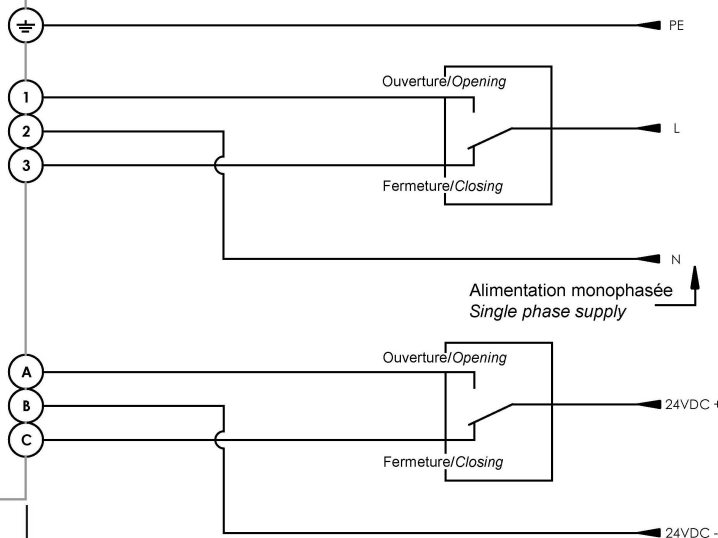 PE
Ouverture/Opening
1
2
L
3
Fermeture/Closing
N
Alimentation monophasée
Single phase supply
Ouverture/Opening
A
B
24VDC +
C
Fermeture/Closing
24VDC -